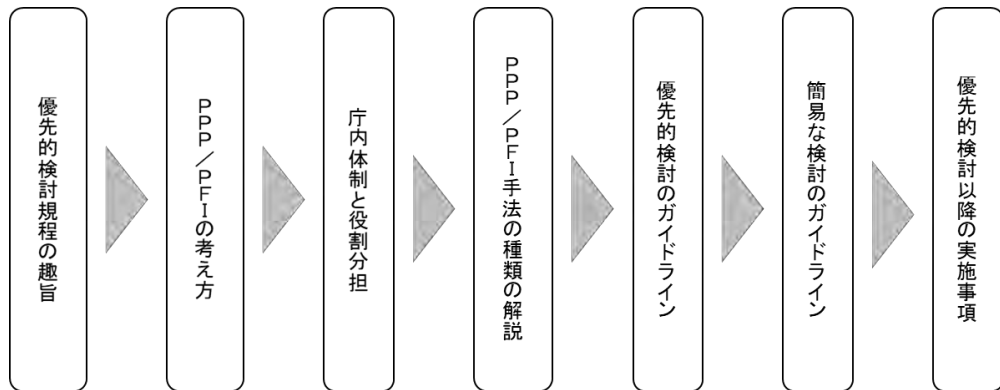 優先的検討規程の趣旨
ＰＰＰ／ＰＦＩの考え方
庁内体制と役割分担
ＰＰＰ／ＰＦＩ手法の種類の解説
優先的検討のガイドライン
簡易な検討のガイドライン
優先的検討以降の実施事項